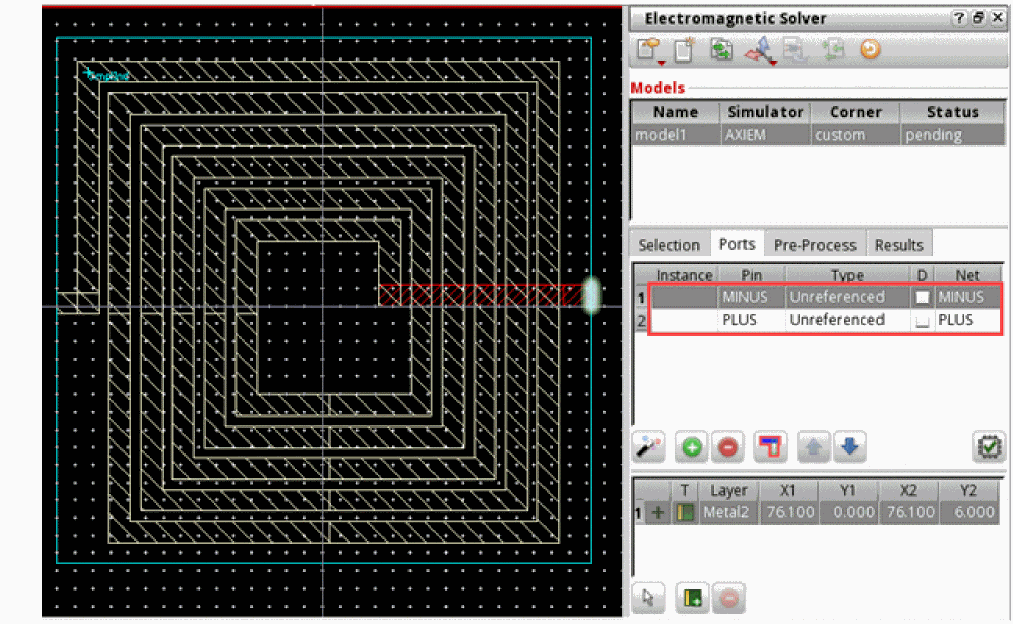 Electromagnetic Solver
Models
Name Simulator Corner Status
model1 AXIEM custom pending
Selection Ports Pre-Process Results
Instance Pin Type D Net
1 MINUS Unreferenced MINUS
2 PLUS Unreferenced PLUS
T Layer X1 Y1 X2 Y2
1 Metal2 76.100 0.000 76.100 6.000